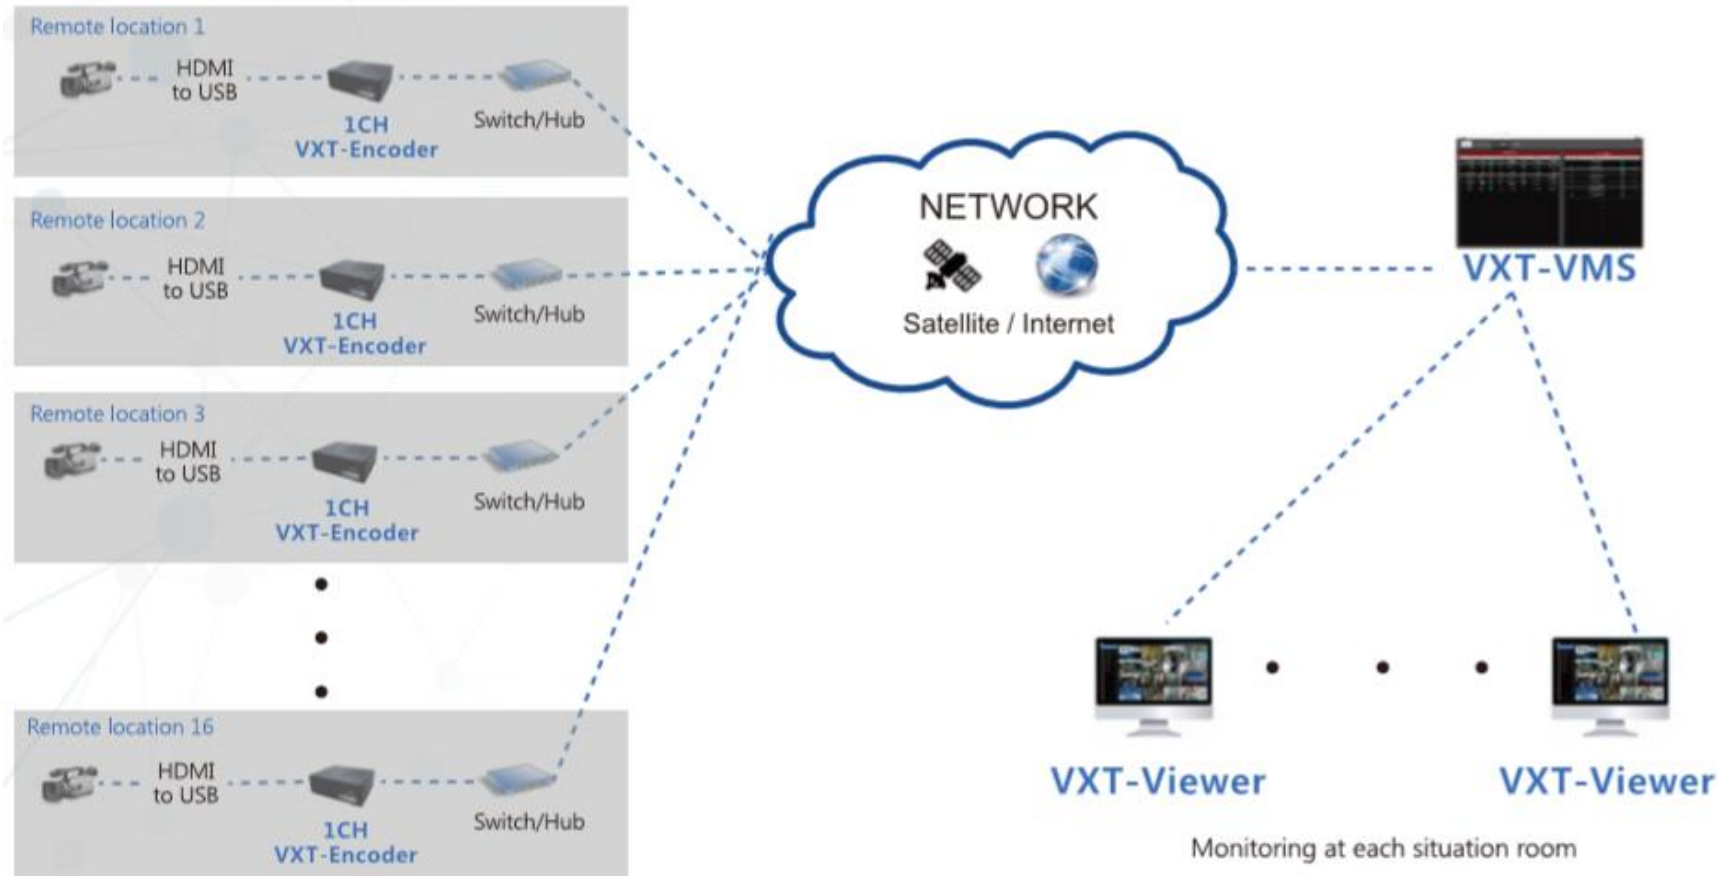 Remote location 1
HDMI
to USB
1CH
VXT-Encoder
Switch/Hub
Remote location 2
HDMI
to USB
1CH
VXT-Encoder
Switch/Hub
Remote location 3
HDMI
to USB
1CH
VXT-Encoder
Switch/Hub
Remote location 16
HDMI
to USB
1CH
VXT-Encoder
Switch/Hub
NETWORK
Satellite / Internet
VXT-VMS
VXT-Viewer
VXT-Viewer
Monitoring at each situation room